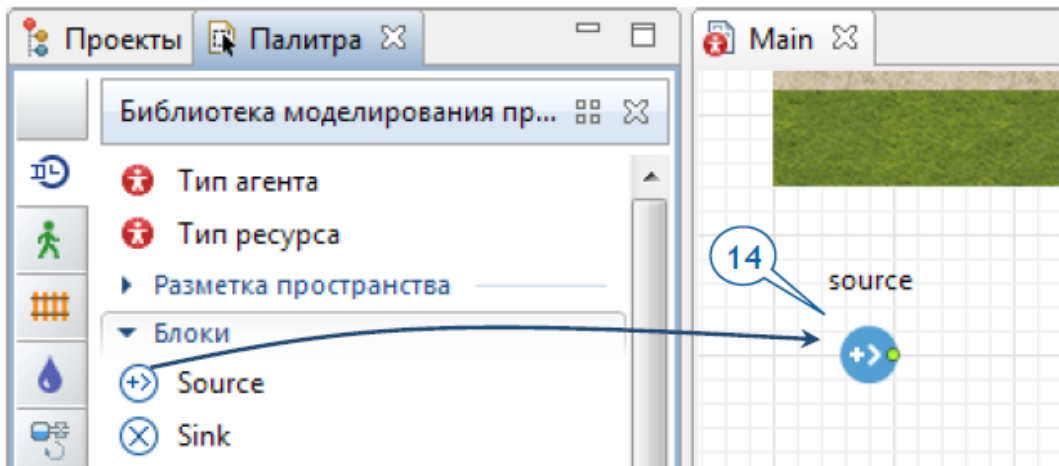 Проекты
Палитра
Main
Библиотека моделирования пр...
Тип агента
Тип ресурса
Разметка пространства
Блоки
Source
Sink
14
source